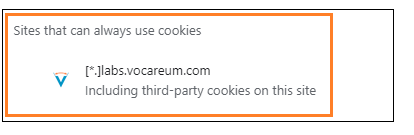 Sites that can always use cookies
[*.]labs.vocareum.com
Including third-party cookies on this site